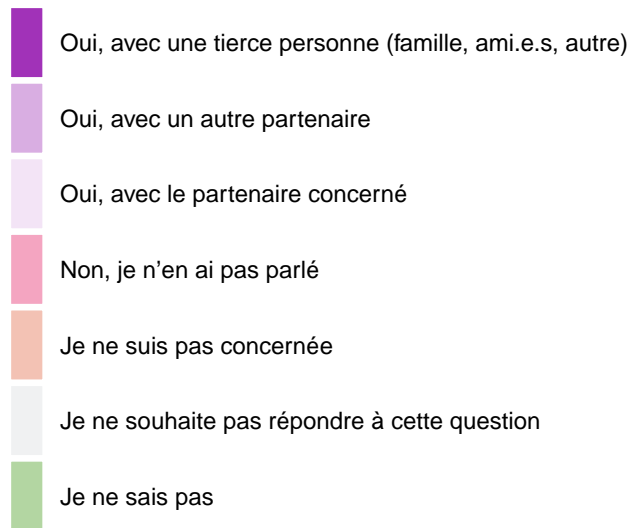 Oui, avec une tierce personne (famille, ami.e.s, autre)
Oui, avec un autre partenaire
Oui, avec le partenaire concerné
Non, je n’en ai pas parlé
Je ne suis pas concernée
Je ne souhaite pas répondre à cette question
Je ne sais pas